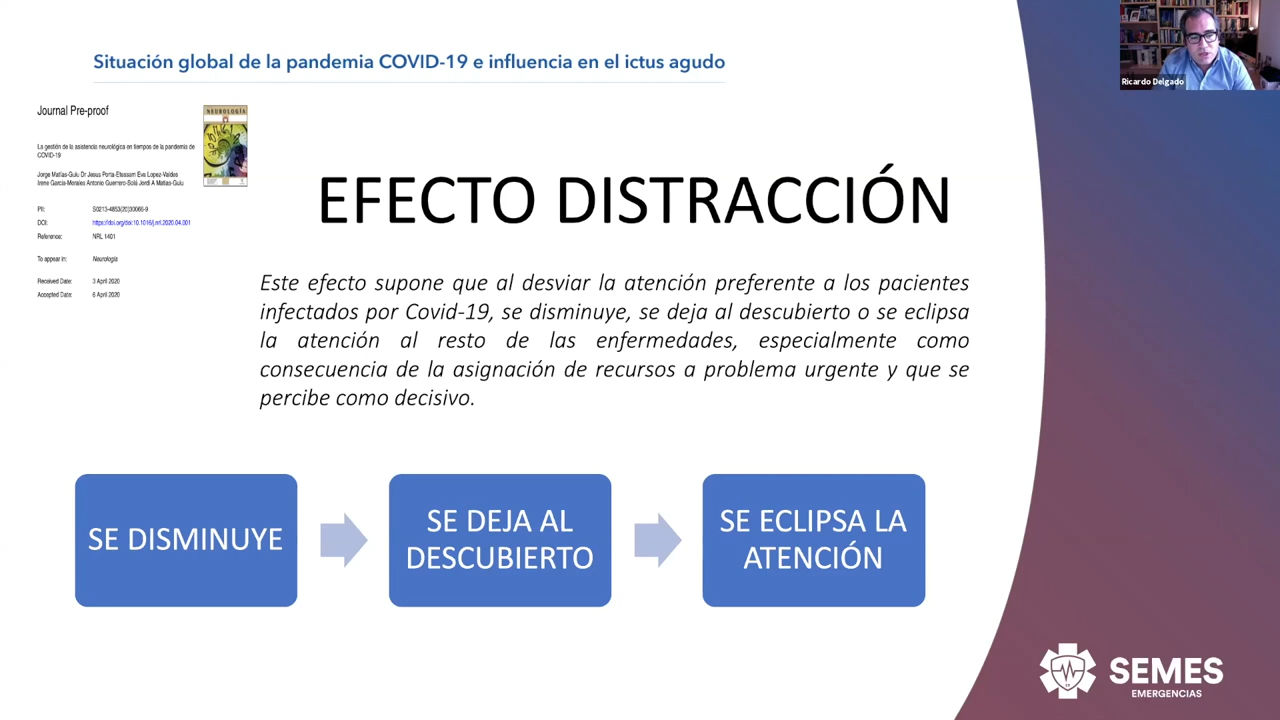 Situación global de la pandemia COVID-19 e influencia en el ictus agudo
Ricardo Delgado
Journal Pre-proof
NEUROLOGÍA
La gestión de la asistencia neurológica en tiempos de la pandemia de
COVID-19
Jorge Matías-Guiu Dr Jesus Porta-Etessam Eva Lopez-Valdes
Irene Garcia-Morales Antonio Guerrero-Solá Jordi A Matias-Guiu
PII: S0213-4853(20)30066-9
DOI: https://doi.org/doi:10.1016/j.nrl.2020.04.001
Reference: NRL 1401
To appear in: Neurología
Received Date: 3 April 2020
Accepted Date: 6 April 2020
EFECTO DISTRACCIÓN
Este efecto supone que al desviar la atención preferente a los pacientes
infectados por Covid-19, se disminuye, se deja al descubierto o se eclipsa
la atención al resto de las enfermedades, especialmente como
consecuencia de la asignación de recursos a problema urgente y que se
percibe como decisivo.
SE DISMINUYE
SE DEJA AL
DESCUBIERTO
SE ECLIPSA LA
ATENCIÓN
SEMES
EMERGENCIAS